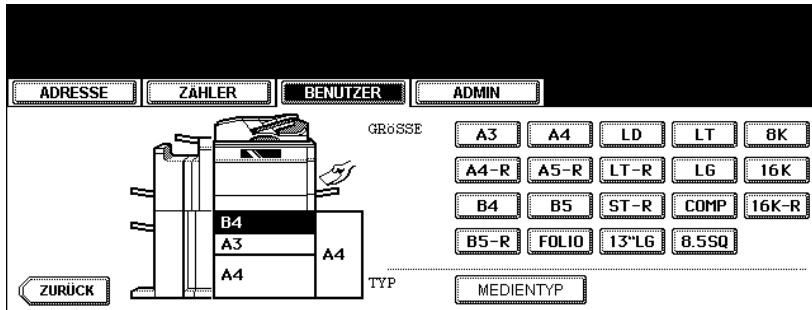 ADRESSE ZÄHLER BENUTZER ADMIN
GRöSSE
A3 A4 LD LT 8K
A4-R A5-R LT-R LG 16K
B4 B5 ST-R COMP 16K-R
B5-R FOLIO 13"LG 8.5SQ
B4
A3
A4
A4
TYP
MEDIENTYP
ZURÜCK